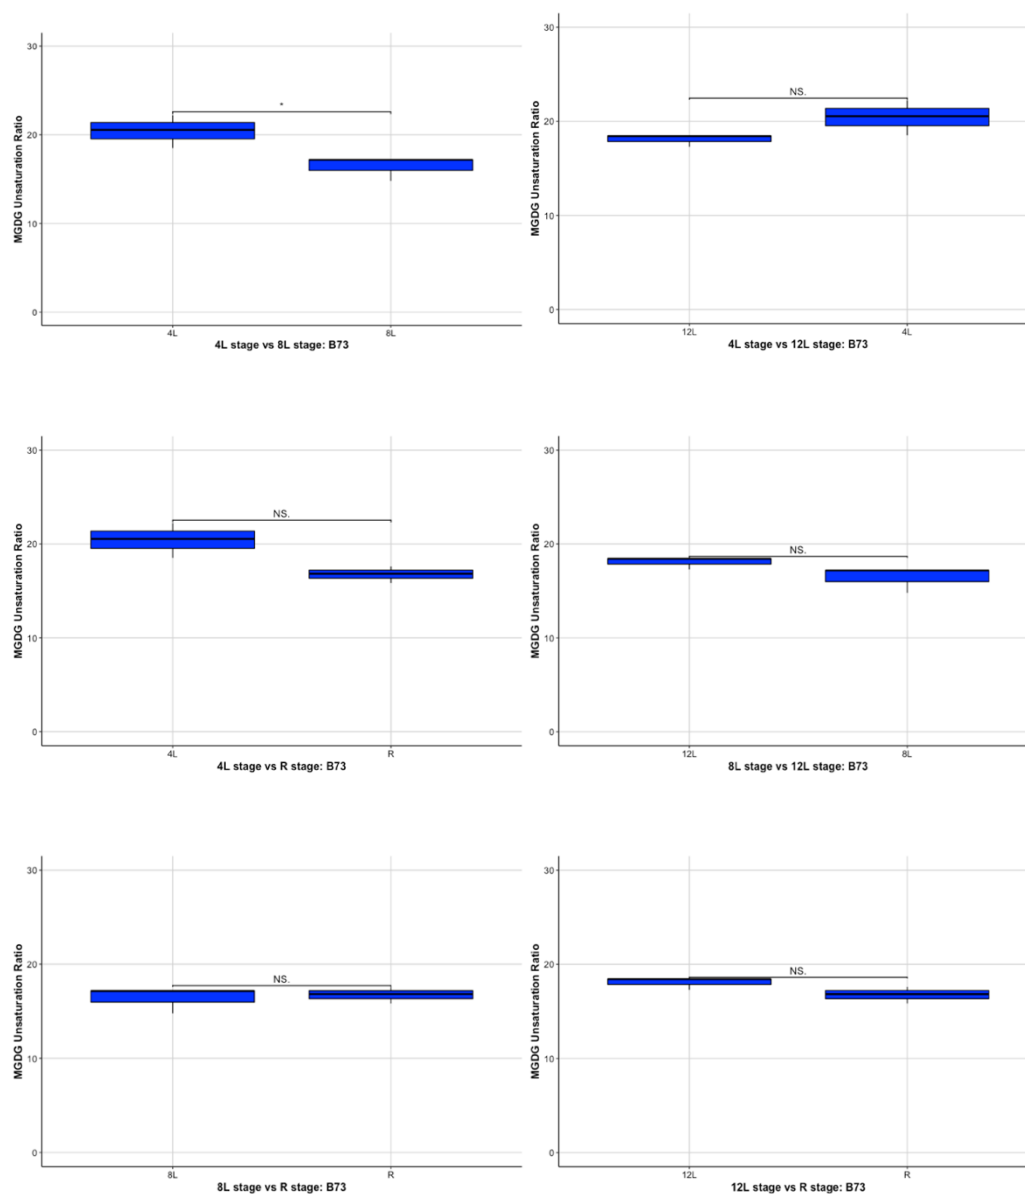 MGDG Unsaturation Ratio
30
20
10
0
*
4L
8L
4L stage vs 8L stage: B73
MGDG Unsaturation Ratio
30
20
10
0
NS.
12L
4L
4L stage vs 12L stage: B73
MGDG Unsaturation Ratio
30
20
10
0
NS.
4L
R
4L stage vs R stage: B73
MGDG Unsaturation Ratio
30
20
10
0
NS.
12L
8L
8L stage vs 12L stage: B73
MGDG Unsaturation Ratio
30
20
10
0
NS.
8L
R
8L stage vs R stage: B73
MGDG Unsaturation Ratio
30
20
10
0
NS.
12L
R
12L stage vs R stage: B73